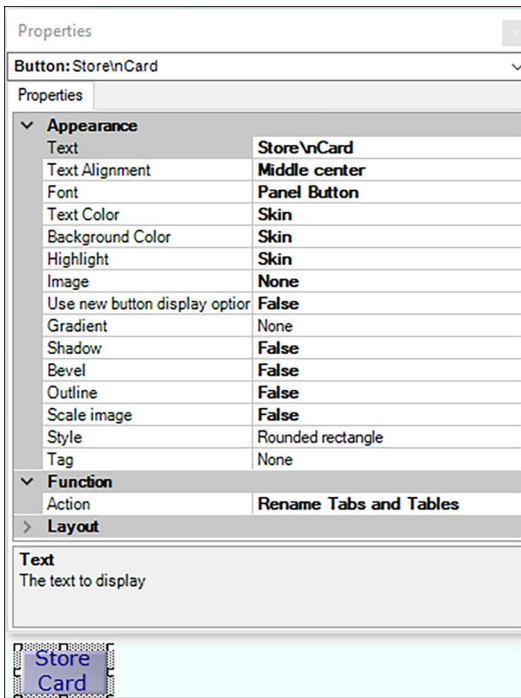 Properties
Button: Store\nCard
Properties
Appearance
Text Store\nCard
Text Alignment Middle center
Font Panel Button
Text Color Skin
Background Color Skin
Highlight Skin
Image None
Use new button display option False
Gradient None
Shadow False
Bevel False
Outline False
Scale image False
Style Rounded rectangle
Tag None
Function
Action Rename Tabs and Tables
Layout
Text
The text to display
Store
Card